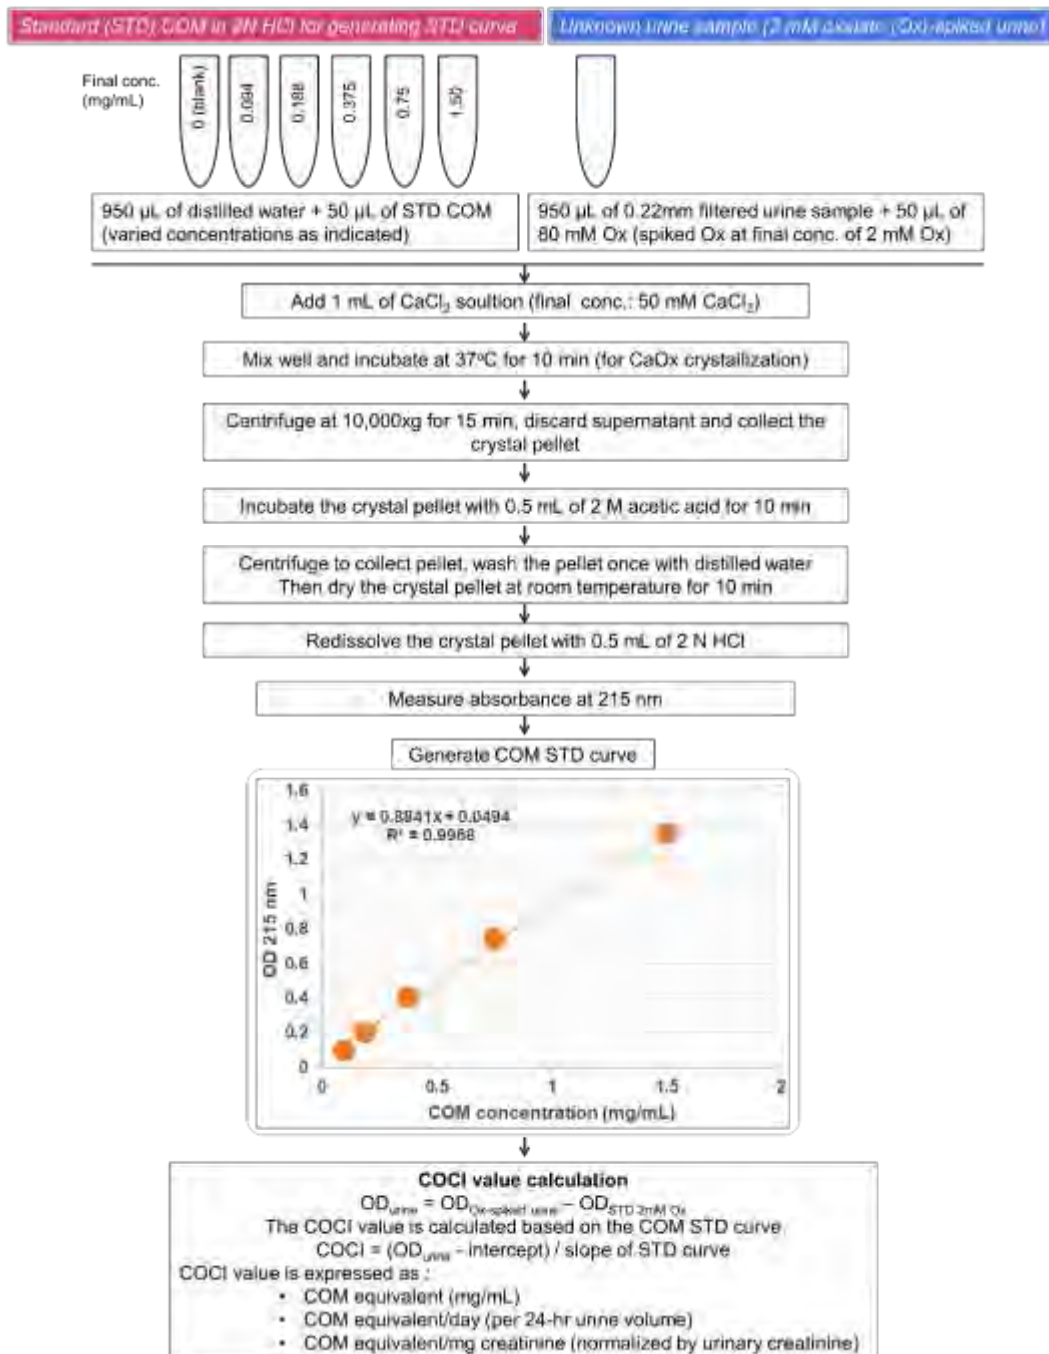 Standard (STD) COM in 2N HCl for generating STD curve
Unknown urine sample (2 mM oxalate (Ox)-spiked urine)
Final conc.
(mg/mL)
0 (blank)
0.094
0.188
0.375
0.75
1.50
950 µL of distilled water + 50 µL of STD COM
(varied concentrations as indicated)
950 µL of 0.22mm filtered urine sample + 50 µL of
80 mM Ox (spiked Ox at final conc. of 2 mM Ox)
Add 1 mL of CaCl₂ soultion (final conc.: 50 mM CaCl₂)
Mix well and incubate at 37ºC for 10 min (for CaOx crystailization)
Centrifuge at 10,000xg for 15 min, discard supernatant and collect the
crystal pellet
Incubate the crystal pellet with 0.5 mL of 2 M acetic acid for 10 min
Centrifuge to collect pellet, wash the pellet once with distilled water
Then dry the crystal pellet at room temperature for 10 min
Redissolve the crystal pellet with 0.5 mL of 2 N HCl
Measure absorbance at 215 nm
Generate COM STD curve
1.6
1.4
1.2
1
0.8
0.6
0.4
0.2
0
y = 0.8841x + 0.0494
R² = 0.9968
OD 215 nm
0 0.5 1 1.5 2
COM concentration (mg/mL)
COCI value calculation
OD urine = OD Ox-spiked urine – OD STD 2mM Ox
The COCI value is calculated based on the COM STD curve
COCI = (OD urine - intercept) / slope of STD curve
COCI value is expressed as :
• COM equivalent (mg/mL)
• COM equivalent/day (per 24-hr urine volume)
• COM equivalent/mg creatinine (normalized by urinary creatinine)